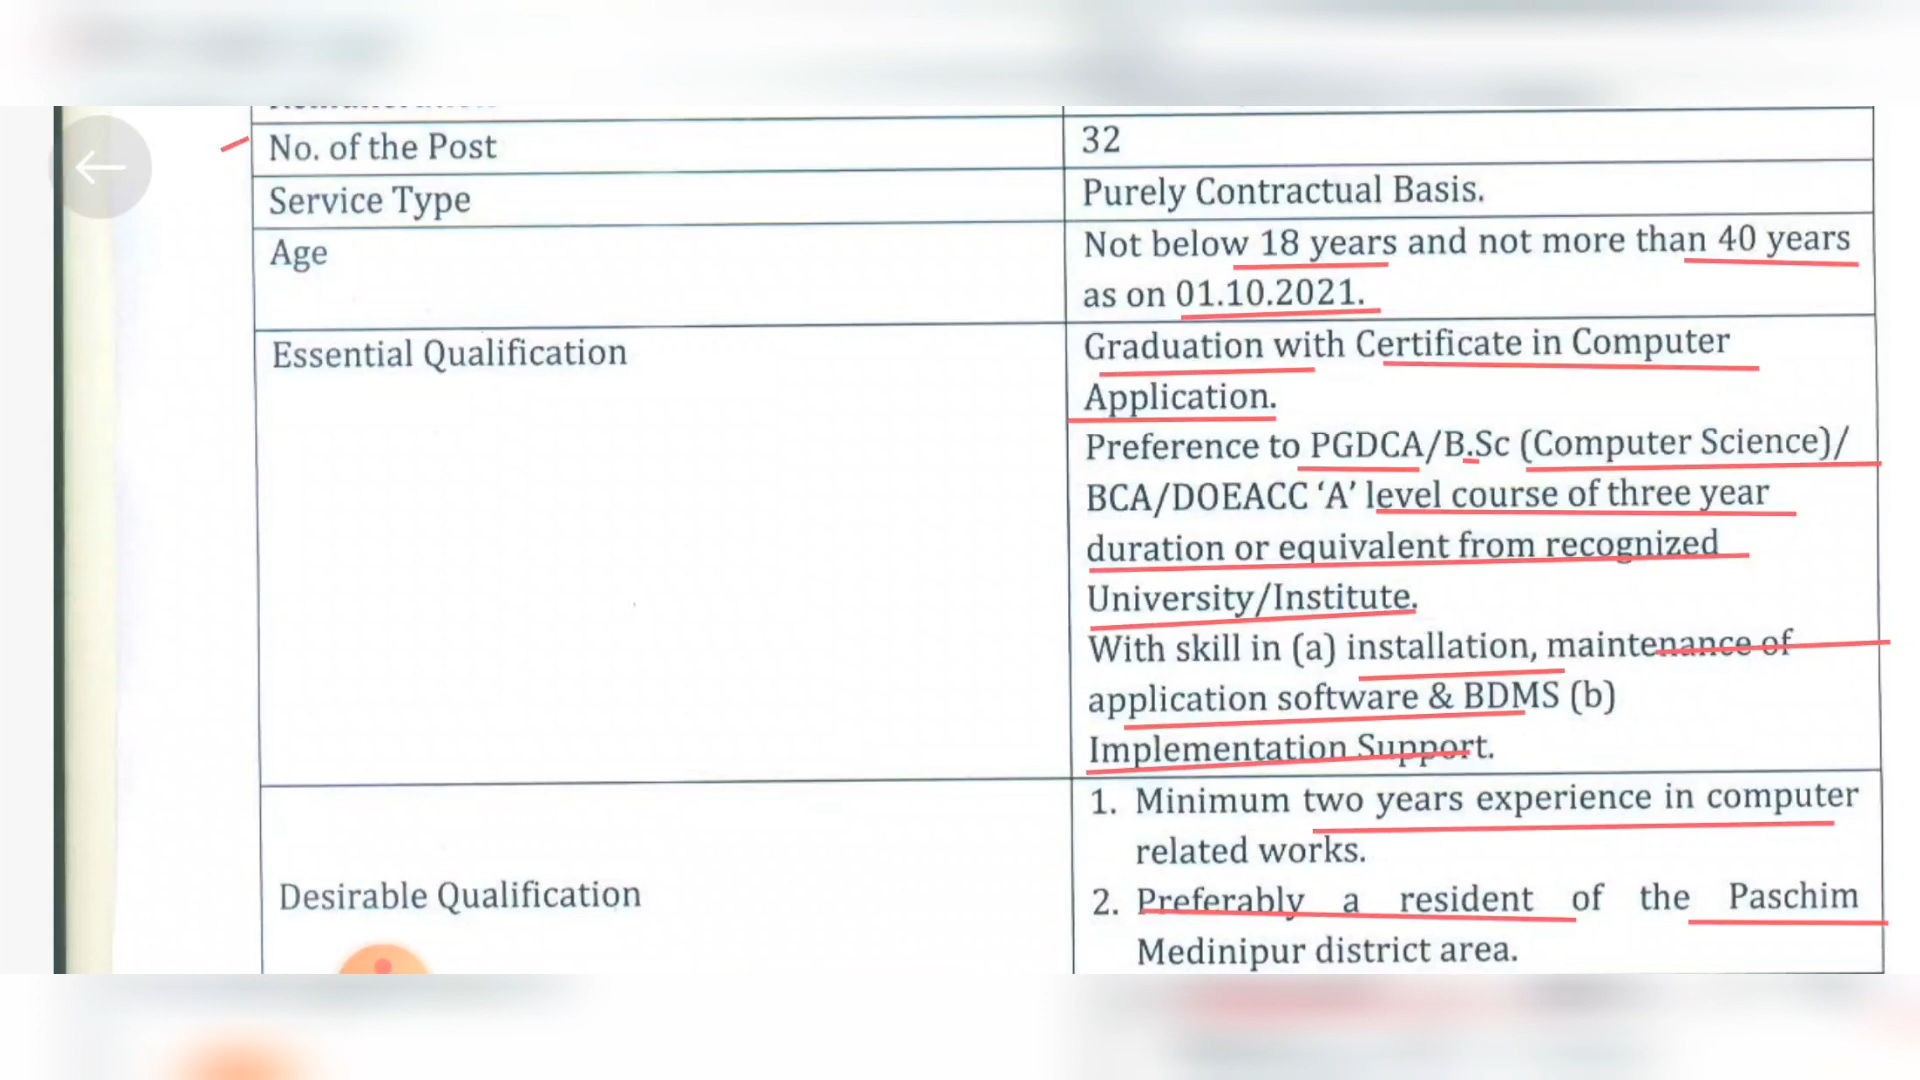 No. of the Post
32
Service Type
Purely Contractual Basis.
Age
Not below 18 years and not more than 40 years
as on 01.10.2021.
Essential Qualification
Graduation with Certificate in Computer
Application.
Preference to PGDCA/B.Sc (Computer Science)/
BCA/DOEACC ‘A’ level course of three year
duration or equivalent from recognized
University/Institute.
With skill in (a) installation, maintenance of
application software & BDMS (b)
Implementation Support.
Desirable Qualification
1. Minimum two years experience in computer
related works.
2. Preferably a resident of the Paschim
Medinipur district area.